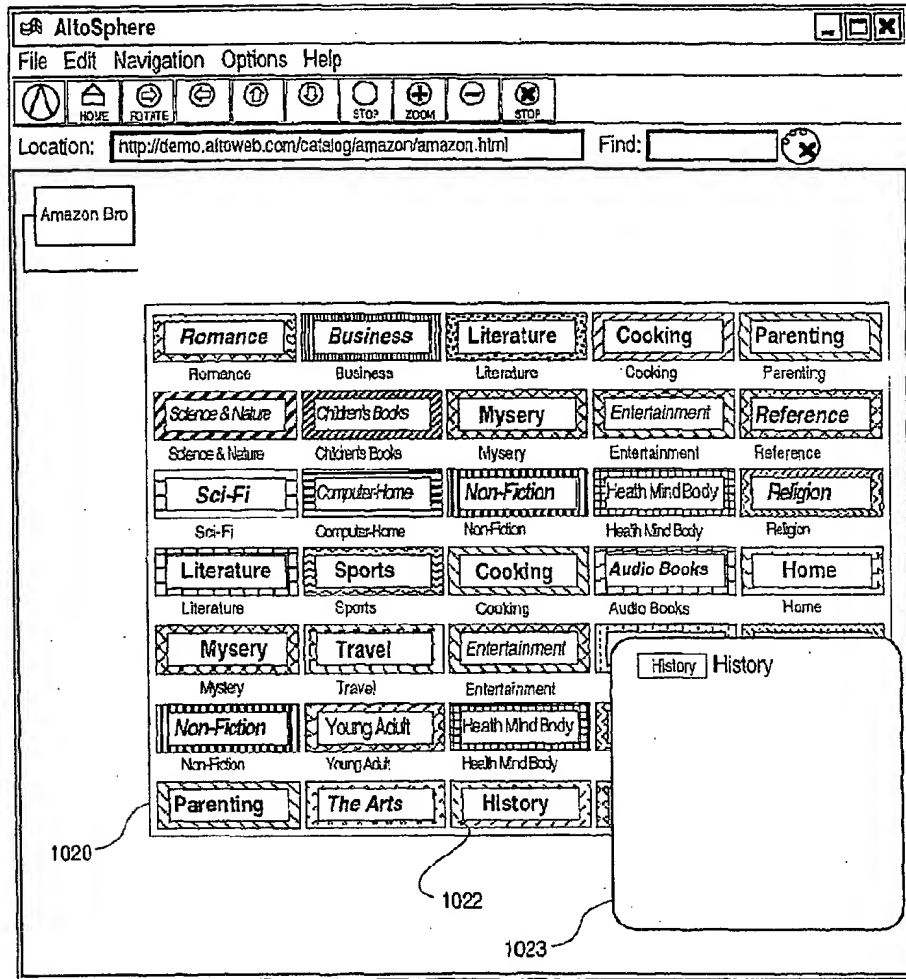 AltoSphere
File Edit Navigation Options Help
HOME ROTATE STOP ZOOM STOP
Location: http://demo.altoweb.com/catalog/amazon/amazon.html Find:
Amazon Bro
Romance Business Literature Cooking Parenting
Romance Business Literature Cooking Parenting
Science & Nature Children's Books Mysery Entertainment Reference
Science & Nature Children's Books Mysery Entertainment Reference
Sci-Fi Computer-Home Non-Fiction Heath Mind Body Religion
Sci-Fi Computer-Home Non-Fiction Health Mind Body Religion
Literature Sports Cooking Audio Books Home
Literature Sports Cooking Audio Books Home
Mysery Travel Entertainment
Mystery Travel Entertainment
History History
Non-Fiction Young Adult Heath Mind Body
Non-Fiction Young Adult Health Mind Body
Parenting The Arts History
1020
1022
1023